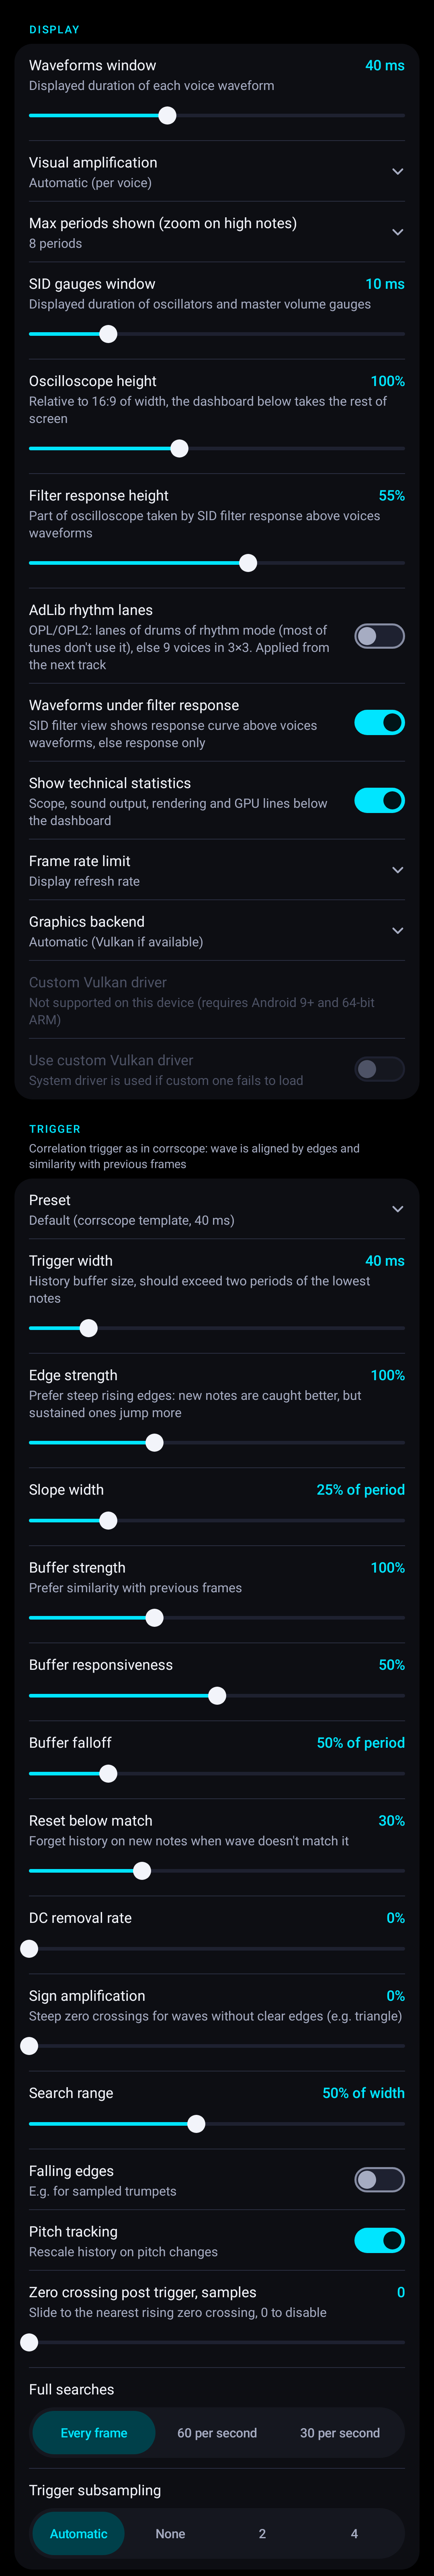 DISPLAY
Waveforms window
40 ms
Displayed duration of each voice waveform
Visual amplification
Automatic (per voice)
Max periods shown (zoom on high notes)
8 periods
SID gauges window
10 ms
Displayed duration of oscillators and master volume gauges
Oscilloscope height
100%
Relative to 16:9 of width, the dashboard below takes the rest of
screen
Filter response height
55%
Part of oscilloscope taken by SID filter response above voices
waveforms
AdLib rhythm lanes
OPL/OPL2: lanes of drums of rhythm mode (most of
tunes don't use it), else 9 voices in 3×3. Applied from
the next track
Waveforms under filter response
SID filter view shows response curve above voices
waveforms, else response only
Show technical statistics
Scope, sound output, rendering and GPU lines below
the dashboard
Frame rate limit
Display refresh rate
Graphics backend
Automatic (Vulkan if available)
Custom Vulkan driver
Not supported on this device (requires Android 9+ and 64-bit
ARM)
Use custom Vulkan driver
System driver is used if custom one fails to load
TRIGGER
Correlation trigger as in corrscope: wave is aligned by edges and
similarity with previous frames
Preset
Default (corrscope template, 40 ms)
Trigger width
40 ms
History buffer size, should exceed two periods of the lowest
notes
Edge strength
100%
Prefer steep rising edges: new notes are caught better, but
sustained ones jump more
Slope width
25% of period
Buffer strength
100%
Prefer similarity with previous frames
Buffer responsiveness
50%
Buffer falloff
50% of period
Reset below match
30%
Forget history on new notes when wave doesn't match it
DC removal rate
0%
Sign amplification
0%
Steep zero crossings for waves without clear edges (e.g. triangle)
Search range
50% of width
Falling edges
E.g. for sampled trumpets
Pitch tracking
Rescale history on pitch changes
Zero crossing post trigger, samples
0
Slide to the nearest rising zero crossing, 0 to disable
Full searches
Every frame
60 per second
30 per second
Trigger subsampling
Automatic
None
2
4